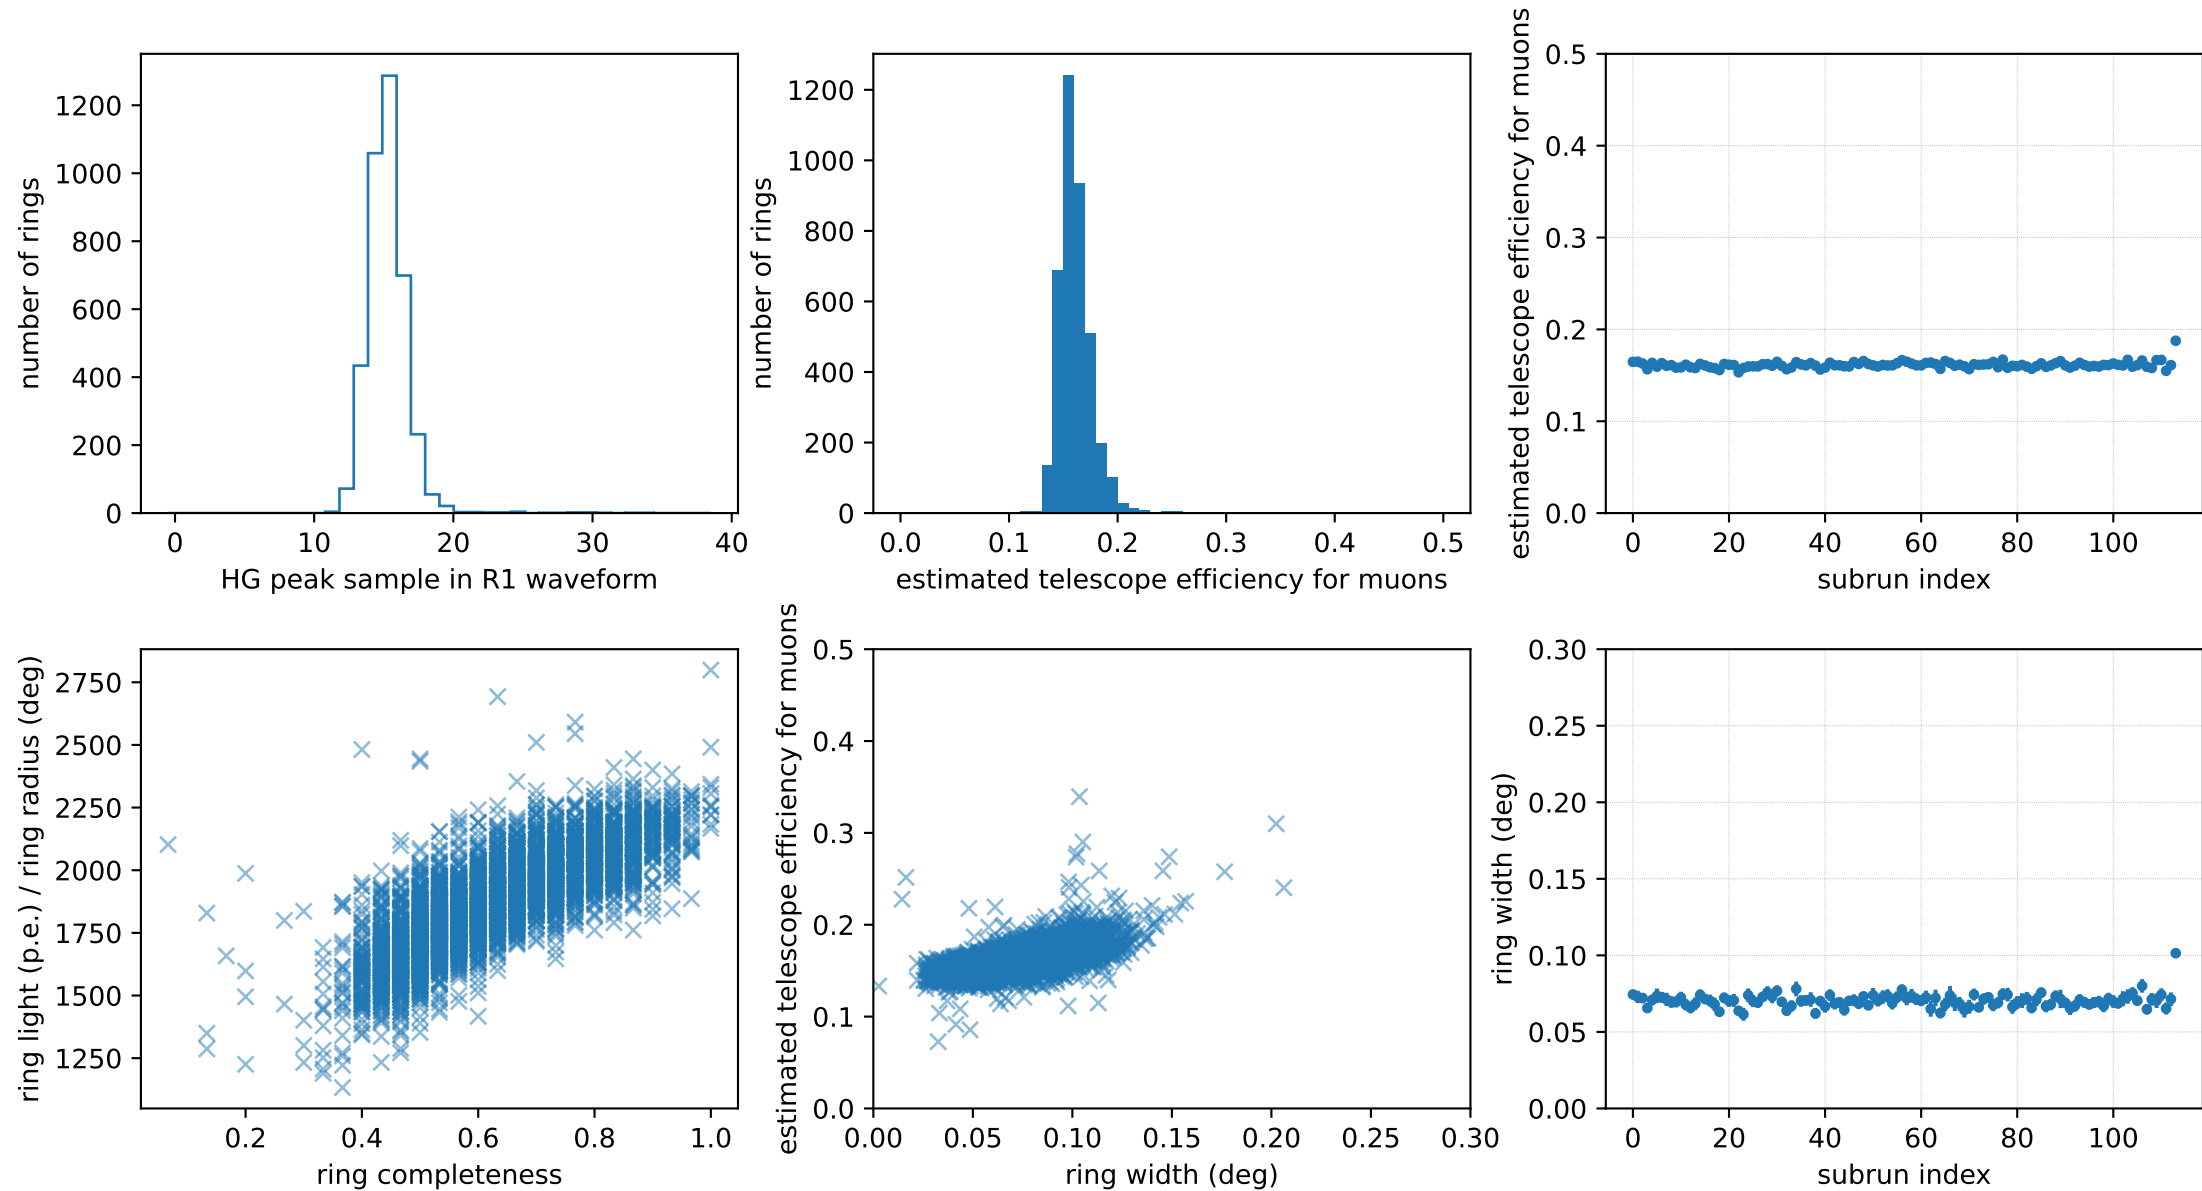 number of rings
1200
1000
800
600
400
200
0
0 10 20 30 40
HG peak sample in R1 waveform
number of rings
1200
1000
800
600
400
200
0
0.0 0.1 0.2 0.3 0.4 0.5
estimated telescope efficiency for muons
estimated telescope efficiency for muons
0.5
0.4
0.3
0.2
0.1
0.0
0 20 40 60 80 100
subrun index
ring light (p.e.) / ring radius (deg)
2750
2500
2250
2000
1750
1500
1250
0.2 0.4 0.6 0.8 1.0
ring completeness
estimated telescope efficiency for muons
0.5
0.4
0.3
0.2
0.1
0.0
0.00 0.05 0.10 0.15 0.20 0.25 0.30
ring width (deg)
ring width (deg)
0.30
0.25
0.20
0.15
0.10
0.05
0.00
0 20 40 60 80 100
subrun index